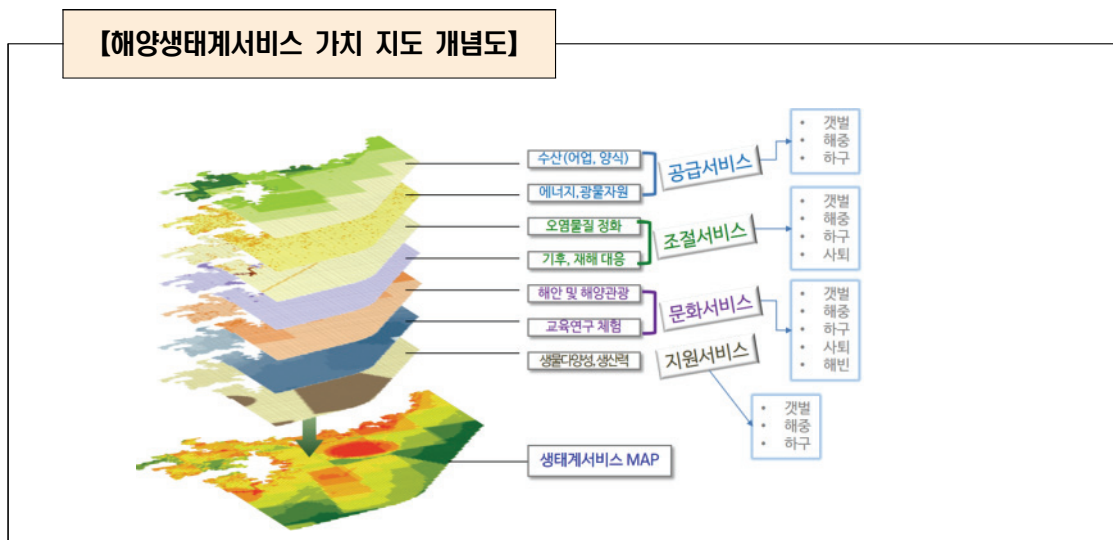 【해양생태계서비스 가치 지도 개념도】
수산(어업, 양식)
에너지,광물자원
공급서비스
• 갯벌
• 해중
• 하구
오염물질 정화
기후, 재해 대응
조절서비스
• 갯벌
• 해중
• 하구
• 사퇴
해안 및 해양관광
교육연구 체험
문화서비스
• 갯벌
• 해중
• 하구
• 사퇴
• 해빈
생물다양성, 생산력
지원서비스
• 갯벌
• 해중
• 하구
생태계서비스 MAP